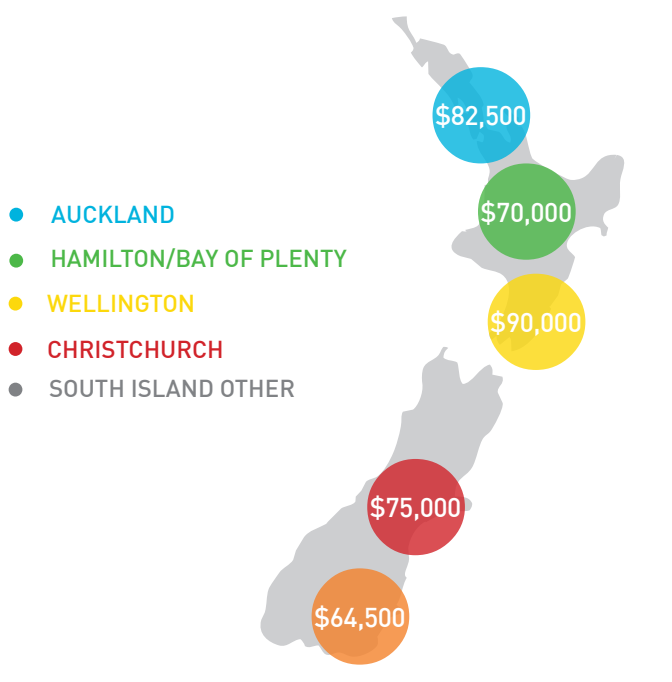 $82,500
$70,000
AUCKLAND
HAMILTON/BAY OF PLENTY
WELLINGTON
$90,000
CHRISTCHURCH
SOUTH ISLAND OTHER
$75,000
$64,500